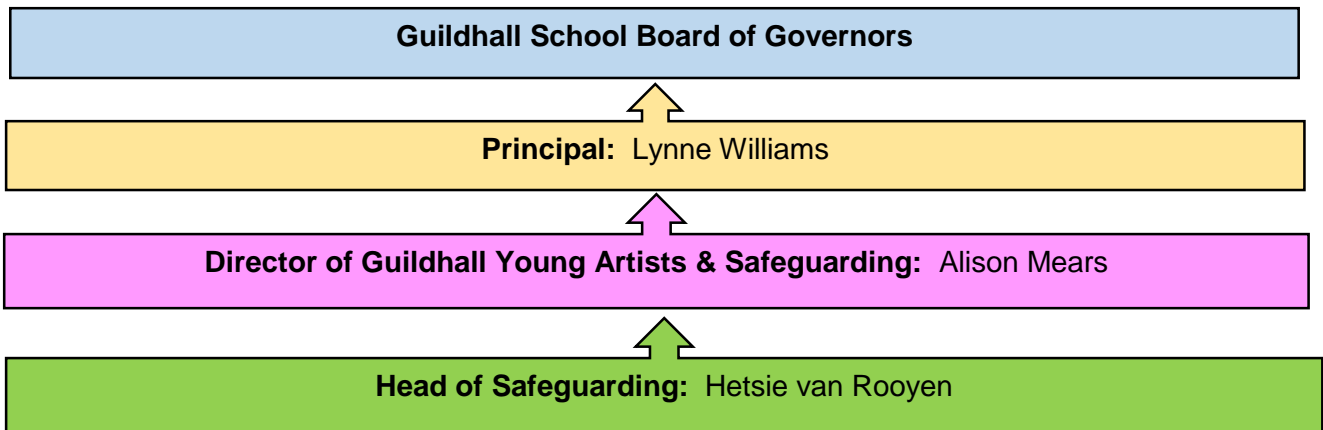 Guildhall School Board of Governors
Principal: Lynne Williams
Director of Guildhall Young Artists & Safeguarding: Alison Mears
Head of Safeguarding: Hetsie van Rooyen